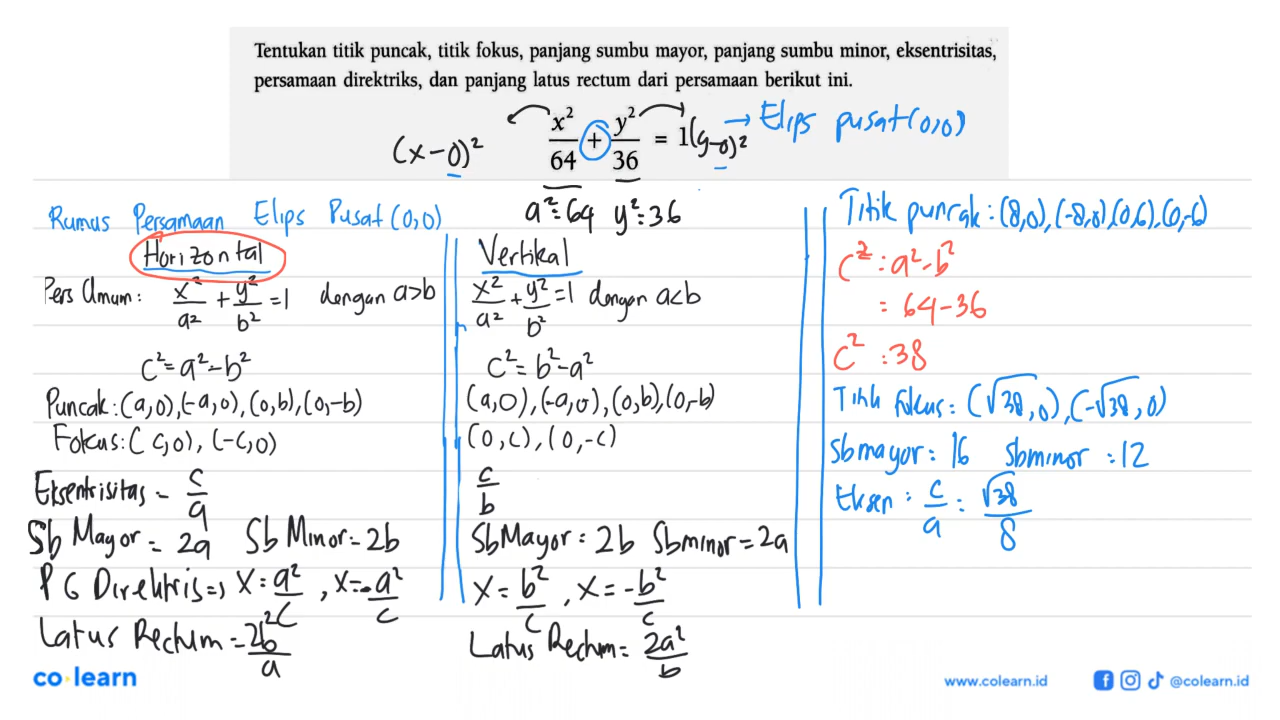 Tentukan titik puncak, titik fokus, panjang sumbu mayor, panjang sumbu minor, eksentrisitas,
persamaan direktriks, dan panjang latus rectum dari persamaan berikut ini.
(x-0)² x²/64 + y²/36 = 1 (y-0)² → Elips pusat (0,0)
a²=64 y²=36
Rumus Persamaan Elips Pusat (0,0)
Horizontal
Pers Umum: x²/a² + y²/b² = 1 dengan a>b
c²=a²-b²
Puncak: (a,0),(-a,0),(0,b),(0,-b)
Fokus: (c,0), (-c,0)
Eksentrisitas = c/a
Sb Mayor = 2a Sb Minor = 2b
PG Direktris => x = a²/c, x = -a²/c
Latus Rectum = 2b²/a
Vertikal
x²/a² + y²/b² = 1 dengan a<b
c² = b²-a²
(a,0),(-a,0),(0,b),(0,-b)
(0,c),(0,-c)
c/b
Sb Mayor = 2b Sb minor = 2a
x = b²/c, x = -b²/c
Latus Rectum = 2a²/b
Titik puncak: (8,0),(-8,0),(0,6),(0,-6)
c² = a²-b²
= 64-36
c² = 38
Titik fokus: (√38,0),(-√38,0)
Sb mayor = 16 Sb minor = 12
Eksen = c/a = √38/8
co·learn
www.colearn.id @colearn.id